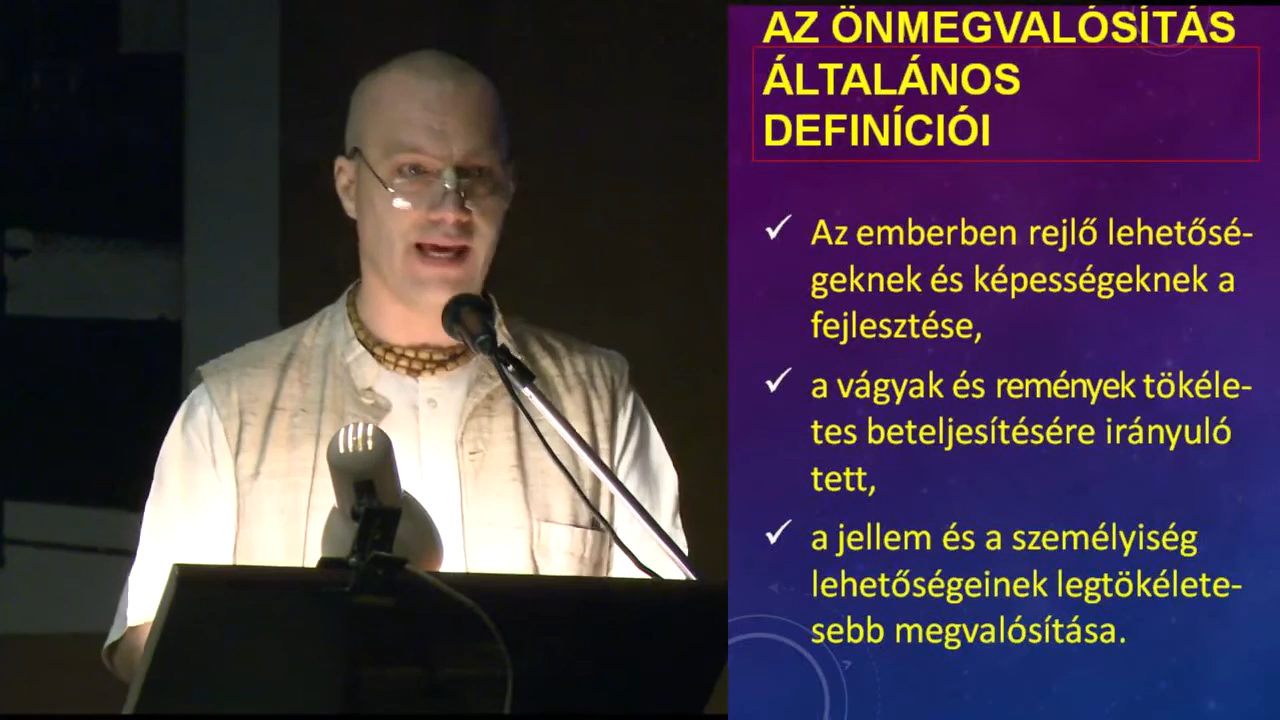 AZ ÖNMEGVALÓSÍTÁS
ÁLTALÁNOS
DEFINÍCIÓI
Az emberben rejlő lehetősé-
geknek és képességeknek a
fejlesztése,
a vágyak és remények tökéle-
tes beteljesítésére irányuló
tett,
a jellem és a személyiség
lehetőségeinek legtökélete-
sebb megvalósítása.